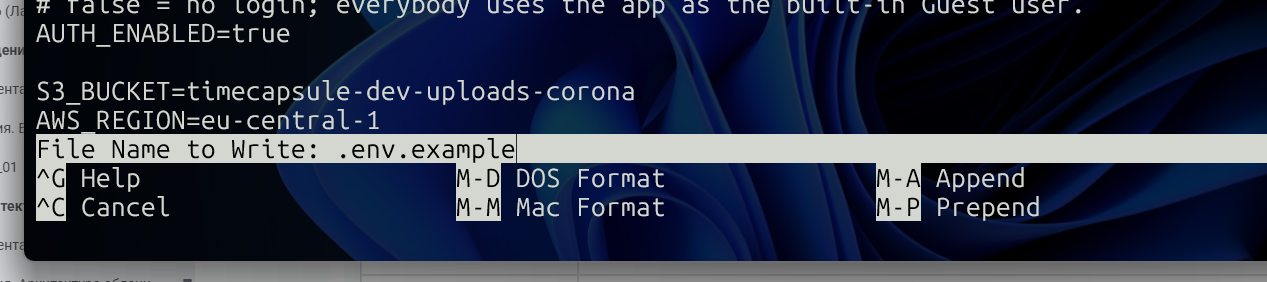 # false = no login; everybody uses the app as the built-in Guest user.
AUTH_ENABLED=true
S3_BUCKET=timecapsule-dev-uploads-corona
AWS_REGION=eu-central-1
File Name to Write: .env.example
^G Help M-D DOS Format M-A Append
^C Cancel M-M Mac Format M-P Prepend